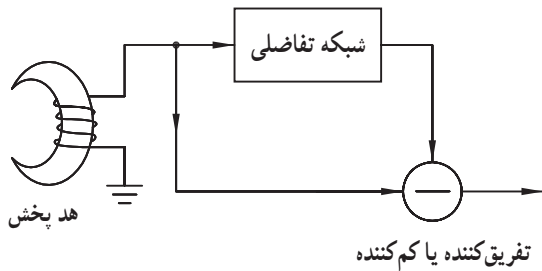 شبکه تفاضلی
هد پخش
تفریق‌کننده یا کم‌کننده